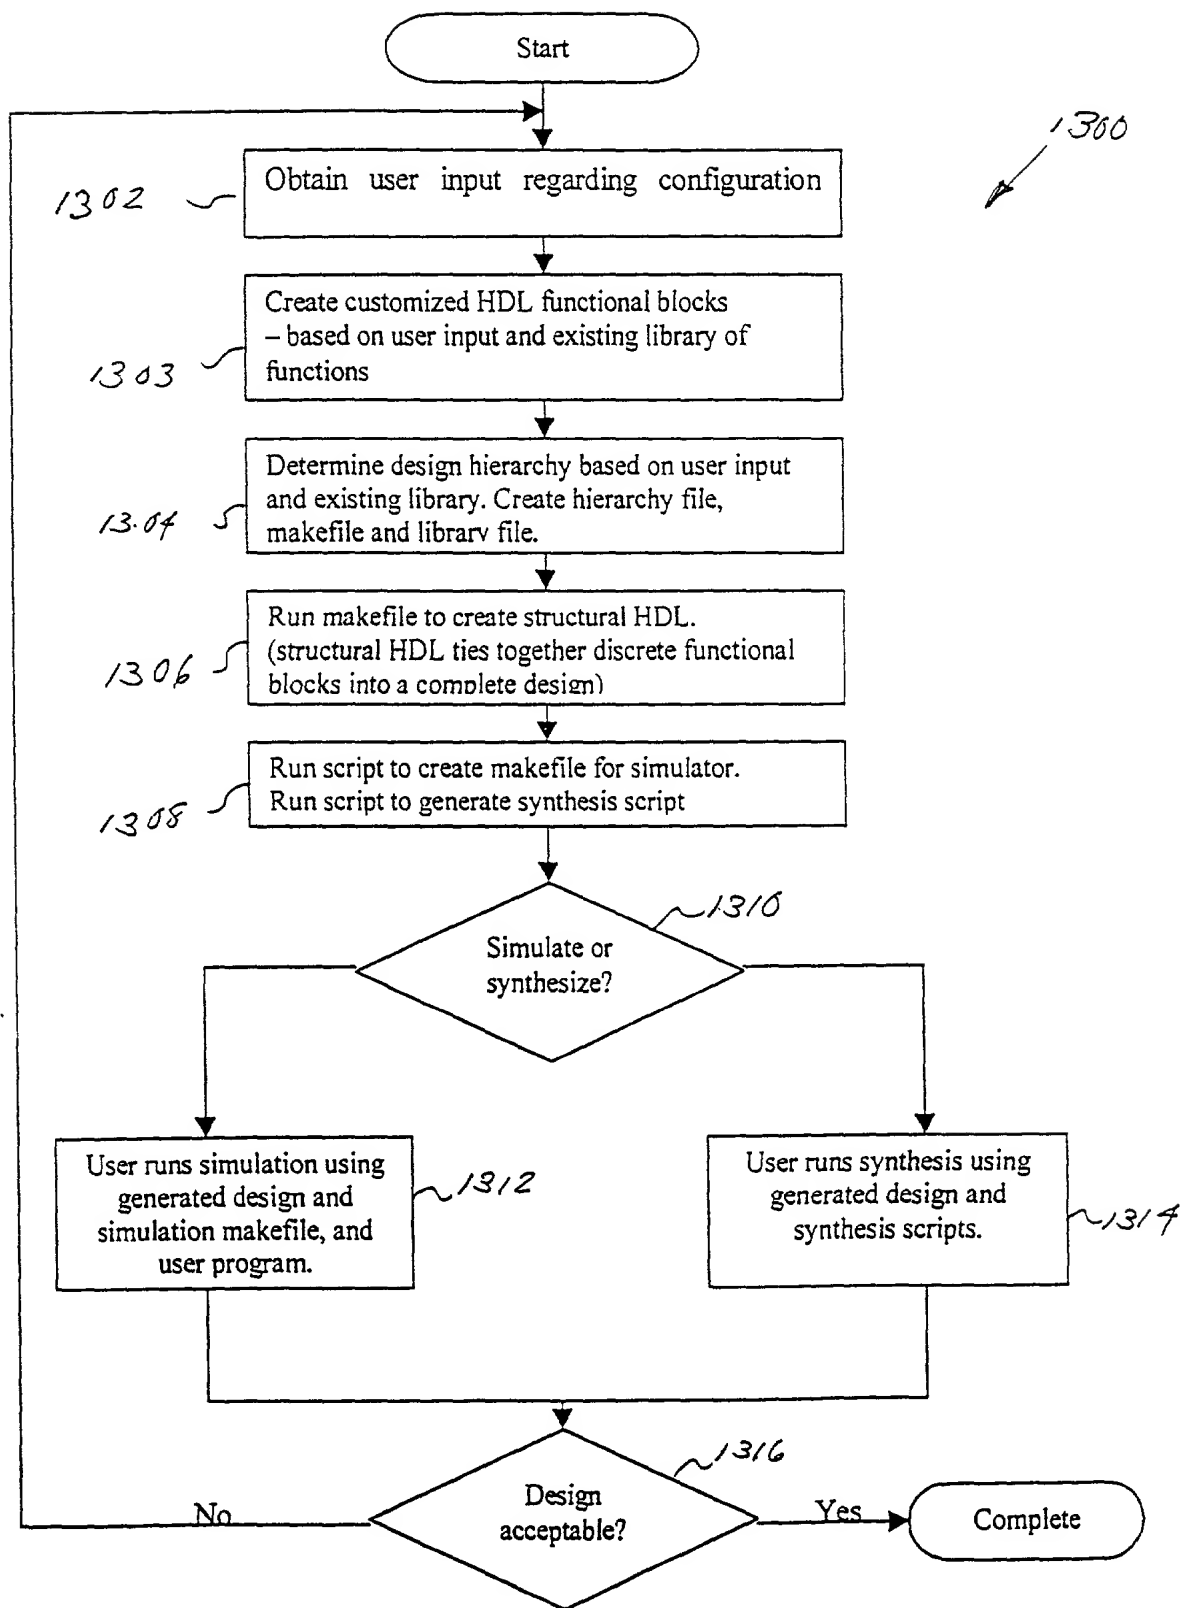 Start
1300
Obtain user input regarding configuration
1302
Create customized HDL functional blocks
– based on user input and existing library of
functions
1303
Determine design hierarchy based on user input
and existing library. Create hierarchy file,
makefile and library file.
1304
Run makefile to create structural HDL.
(structural HDL ties together discrete functional
blocks into a complete design)
1306
Run script to create makefile for simulator.
Run script to generate synthesis script
1308
1310
Simulate or
synthesize?
User runs simulation using
generated design and
simulation makefile, and
user program.
1312
User runs synthesis using
generated design and
synthesis scripts.
1314
1316
Design
acceptable?
No
Yes
Complete